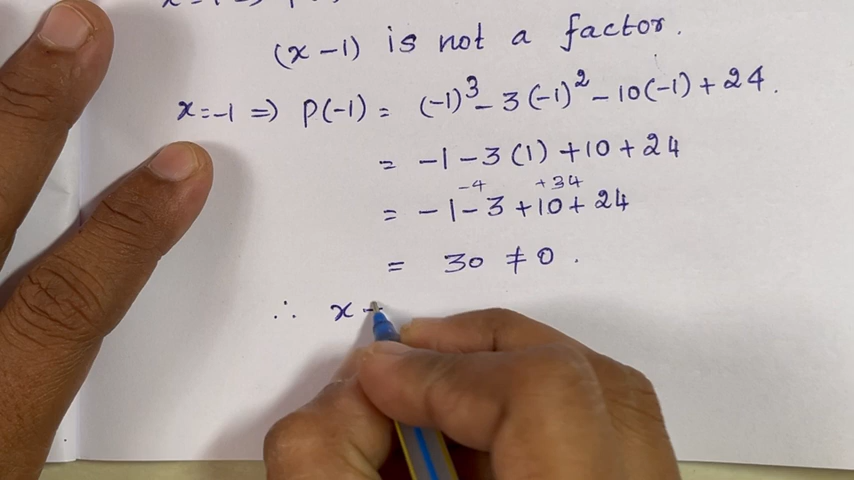 (x-1) is not a factor.
x=-1 ⇒ P(-1) = (-1)³ - 3(-1)² - 10(-1) + 24.
= -1 - 3(1) + 10 + 24
-4 +34
= -1 - 3 + 10 + 24
= 30 ≠ 0.
∴ x -